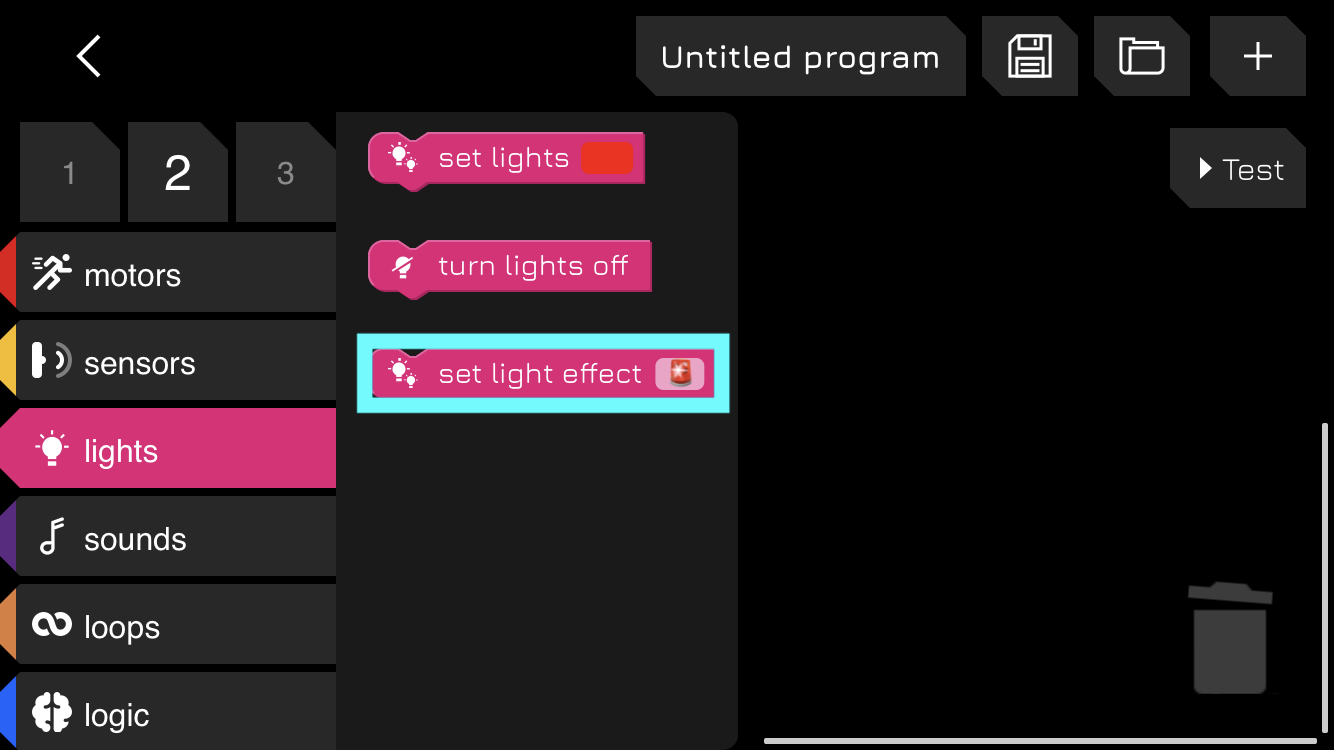 Untitled program
1
2
3
Test
motors
sensors
lights
sounds
loops
logic
set lights
turn lights off
set light effect